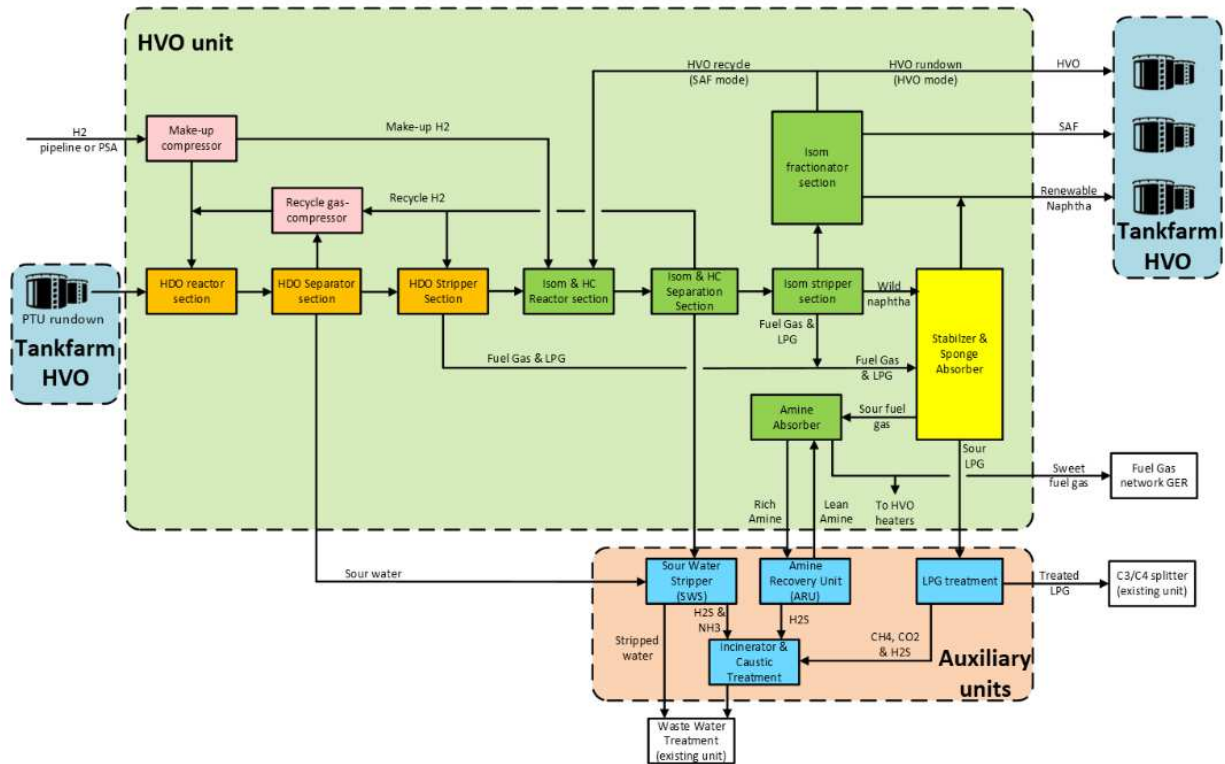 HVO unit
HVO recycle
(SAF mode)
HVO rundown
(HVO mode)
HVO
H2
pipeline or PSA
Make-up
compressor
Make-up H2
Isom
fractionator
section
SAF
Recycle gas-
compressor
Recycle H2
Renewable
Naphtha
Tankfarm
HVO
PTU rundown
Tankfarm
HVO
HDO reactor
section
HDO Separator
section
HDO Stripper
Section
Isom & HC
Reactor section
Isom & HC
Separation
Section
Isom stripper
section
Wild
naphtha
Fuel Gas &
LPG
Stabilzer &
Sponge
Absorber
Fuel Gas & LPG
Fuel Gas
& LPG
Amine
Absorber
Sour fuel
gas
Sour
LPG
Sweet
fuel gas
Fuel Gas
network GER
To HVO
heaters
Rich
Amine
Lean
Amine
Sour water
Sour Water
Stripper
(SWS)
Amine
Recovery Unit
(ARU)
LPG treatment
Treated
LPG
C3/C4 splitter
(existing unit)
H2S &
NH3
H2S
Stripped
water
Incinerator &
Caustic
Treatment
CH4, CO2
& H2S
Auxiliary
units
Waste Water
Treatment
(existing unit)